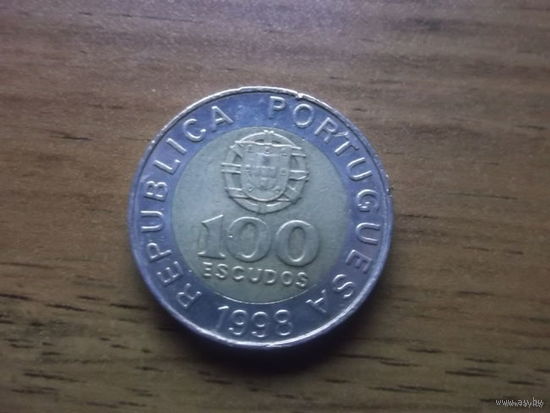 REPUBLICA PORTUGUESA
100
ESCUDOS
1998
www.ay.by